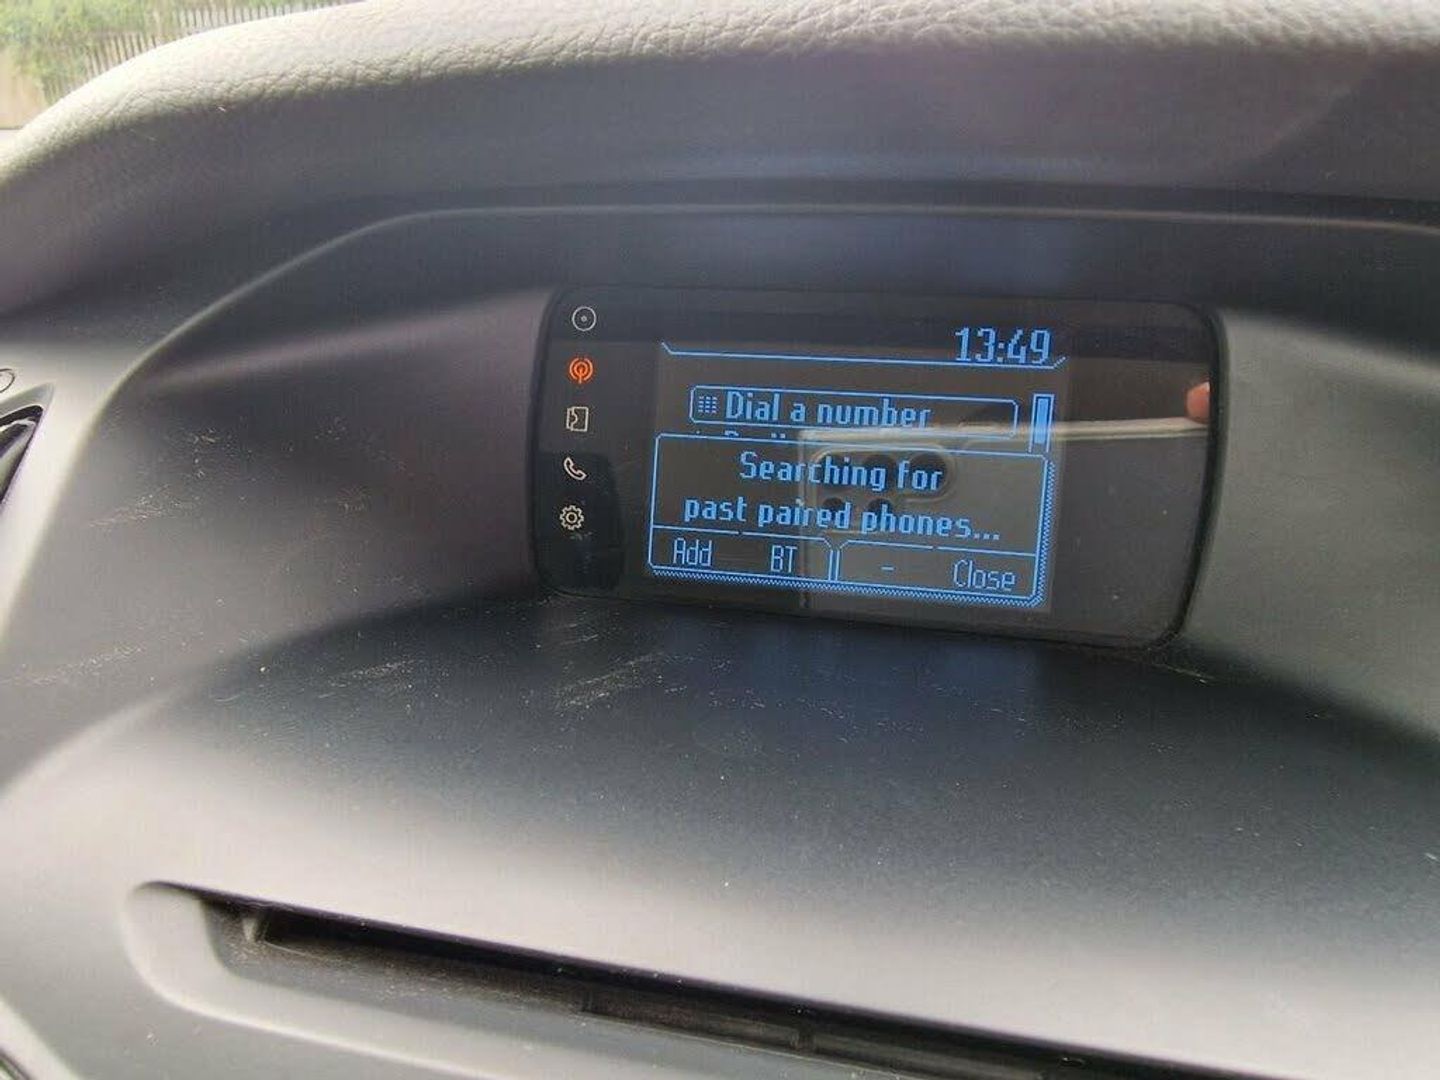 13:49
Dial a number
Searching for
past paired phones...
Add BT - Close